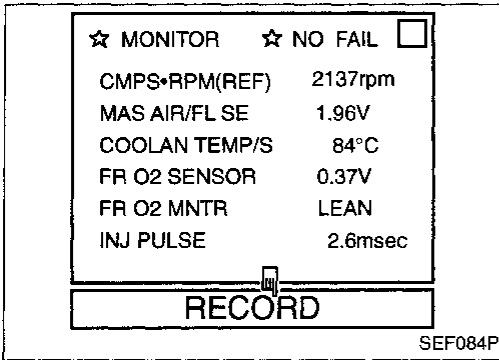 ☆ MONITOR ☆ NO FAIL
CMPS•RPM(REF) 2137rpm
MAS AIR/FL SE 1.96V
COOLAN TEMP/S 84°C
FR O2 SENSOR 0.37V
FR O2 MNTR LEAN
INJ PULSE 2.6msec
RECORD
SEF084P